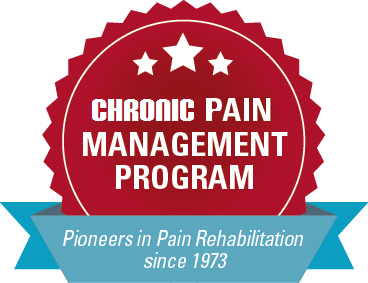 CHRONIC PAIN
MANAGEMENT
PROGRAM
Pioneers in Pain Rehabilitation
since 1973